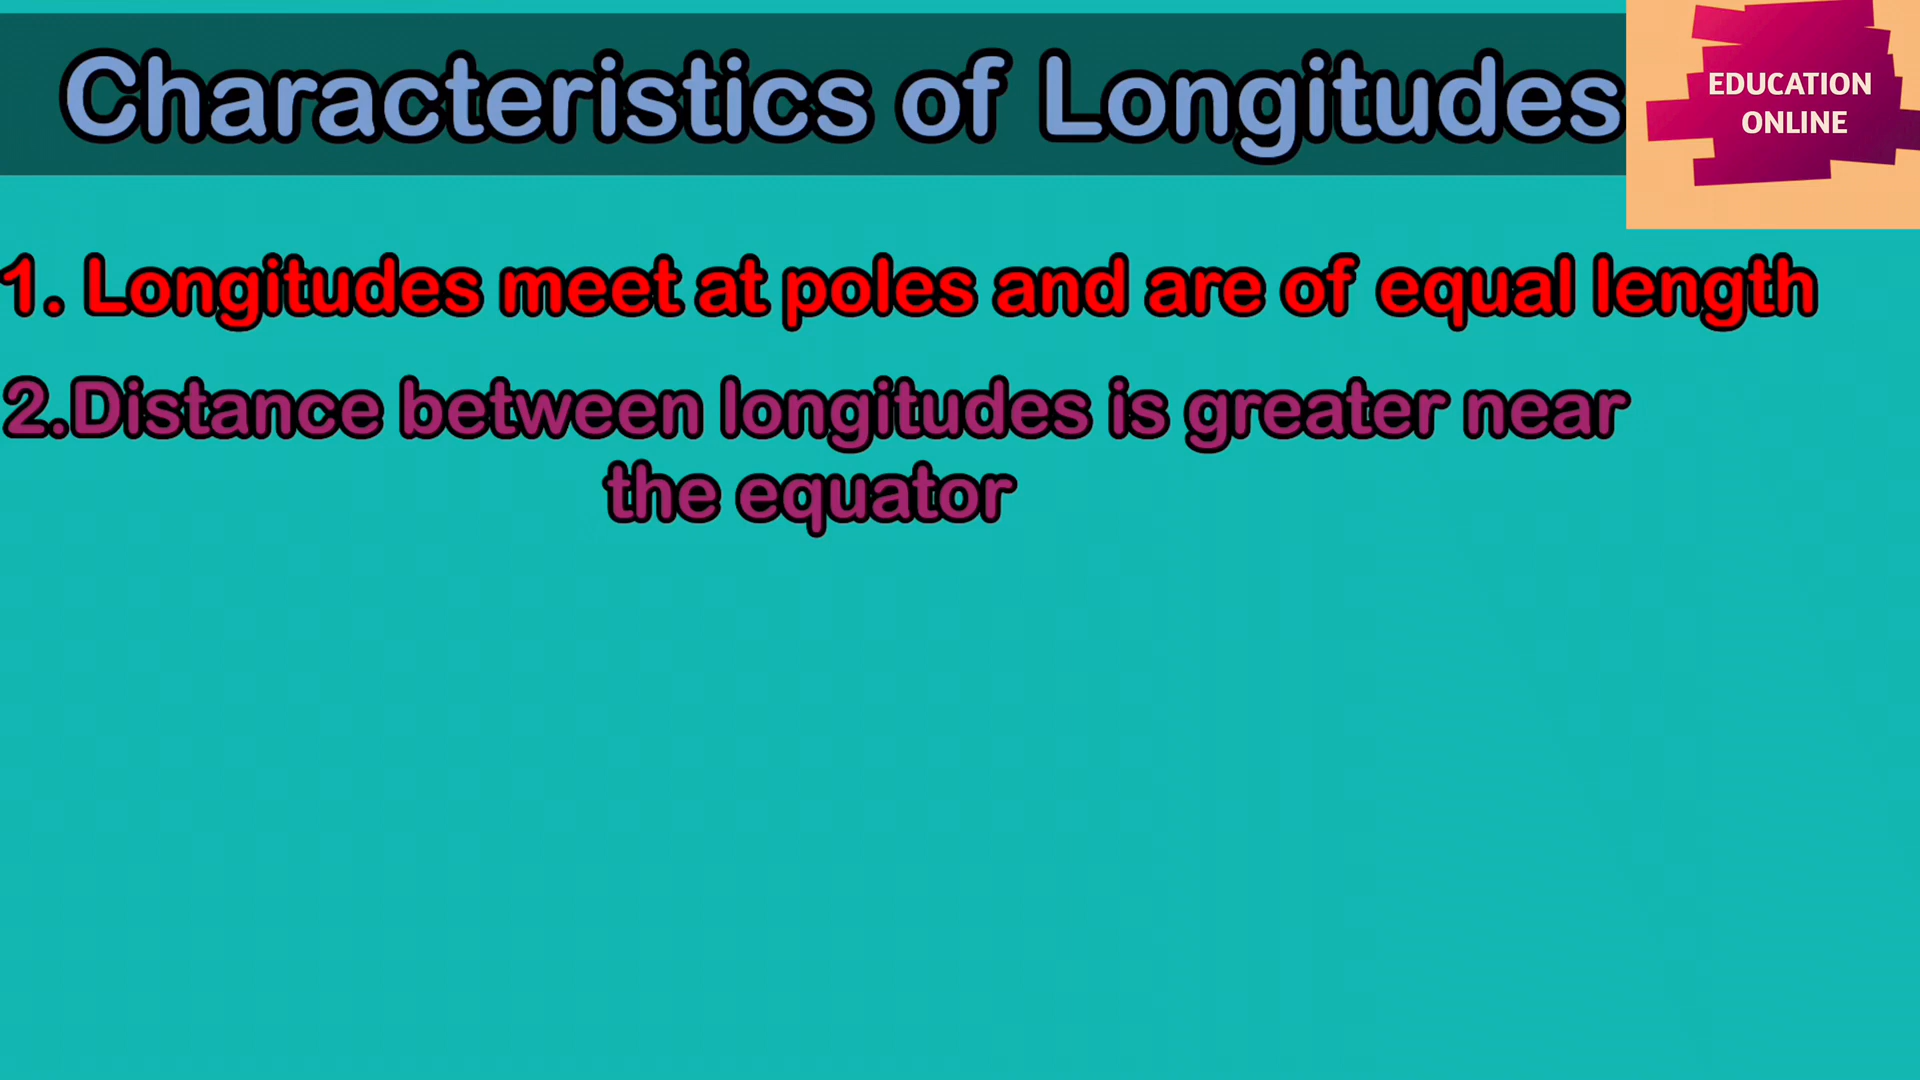 Characteristics of Longitudes
EDUCATION
ONLINE
1. Longitudes meet at poles and are of equal length
2.Distance between longitudes is greater near
the equator